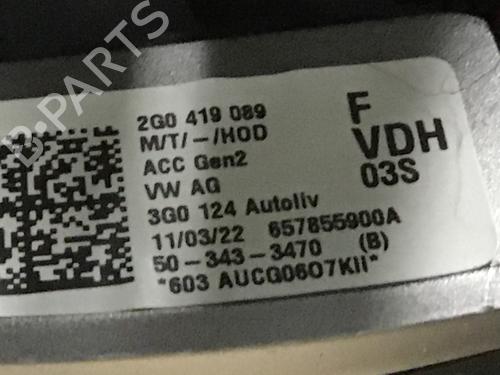 2G0 419 089
M/T/-/HOD
ACC Gen2
VW AG
3G0 124 Autoliv
11/03/22 657855900A
50-343-3470 (B)
*603 AUCG06O7KII*
F
VDH
03S
B-PARTS